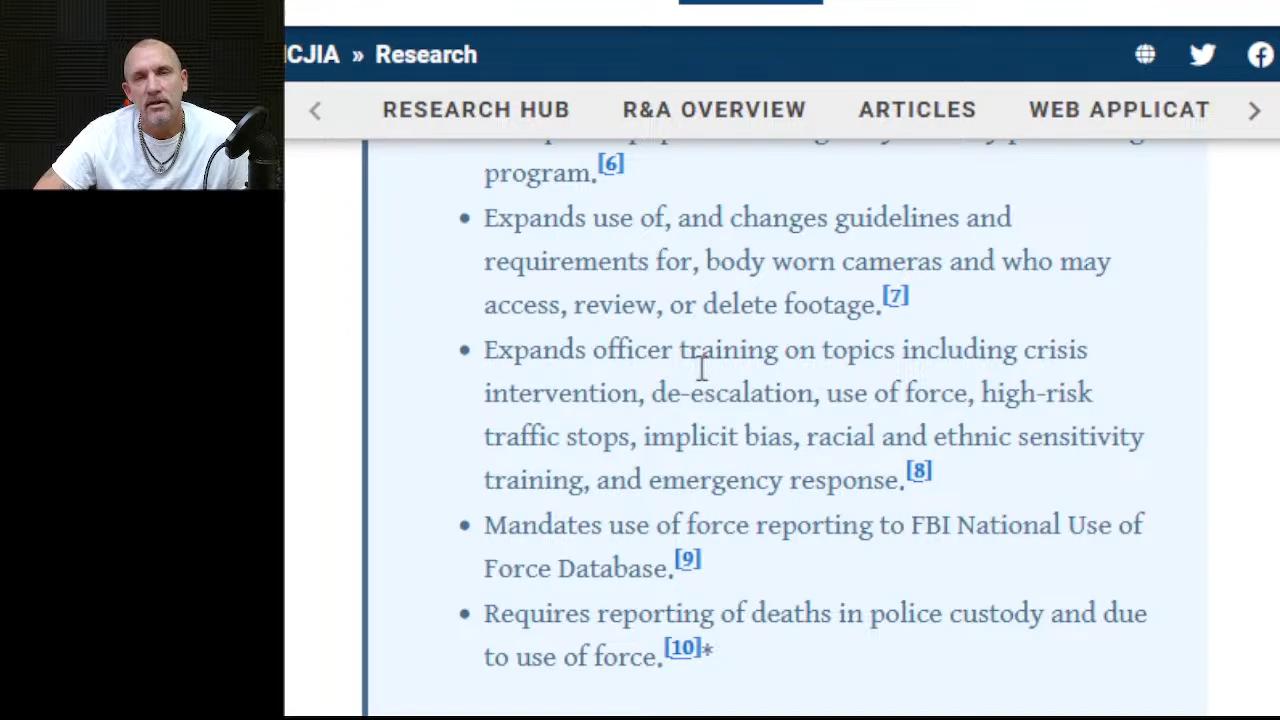 ICJIA » Research
RESEARCH HUB R&A OVERVIEW ARTICLES WEB APPLICAT
program.[6]
• Expands use of, and changes guidelines and
requirements for, body worn cameras and who may
access, review, or delete footage.[7]
• Expands officer training on topics including crisis
intervention, de-escalation, use of force, high-risk
traffic stops, implicit bias, racial and ethnic sensitivity
training, and emergency response.[8]
• Mandates use of force reporting to FBI National Use of
Force Database.[9]
• Requires reporting of deaths in police custody and due
to use of force.[10]*